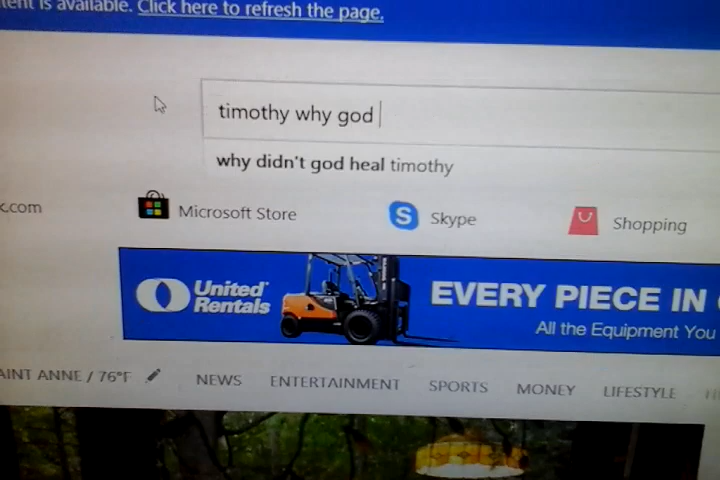 is available. Click here to refresh the page.
timothy why god
why didn't god heal timothy
.com
Microsoft Store
Skype
Shopping
United Rentals
EVERY PIECE IN
All the Equipment You
AINT ANNE / 76°F
NEWS
ENTERTAINMENT
SPORTS
MONEY
LIFESTYLE